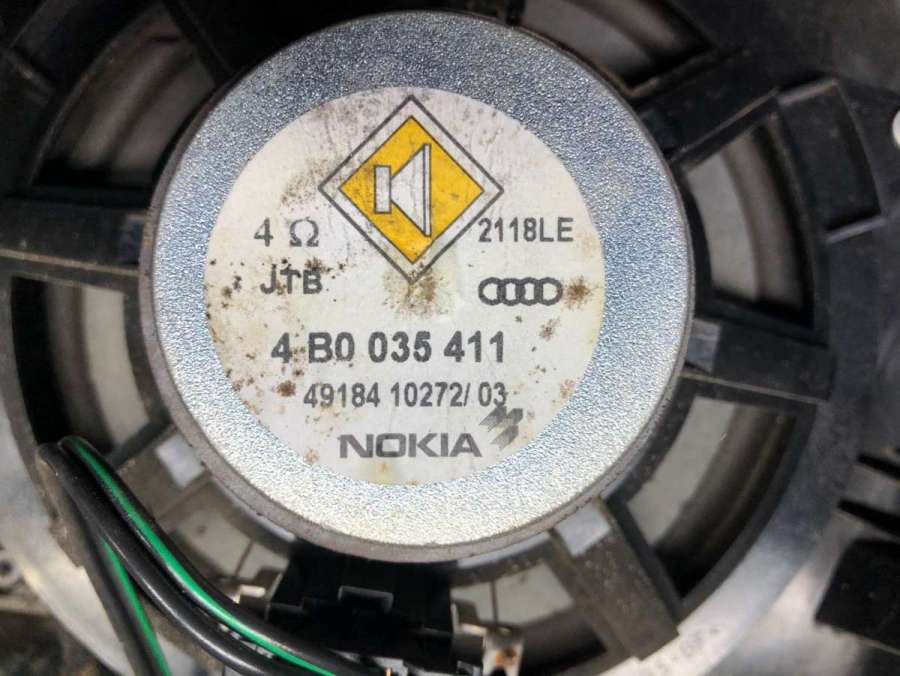 4 Ω 2118LE
JTB
4 B0 035 411
49184 10272/ 03
NOKIA